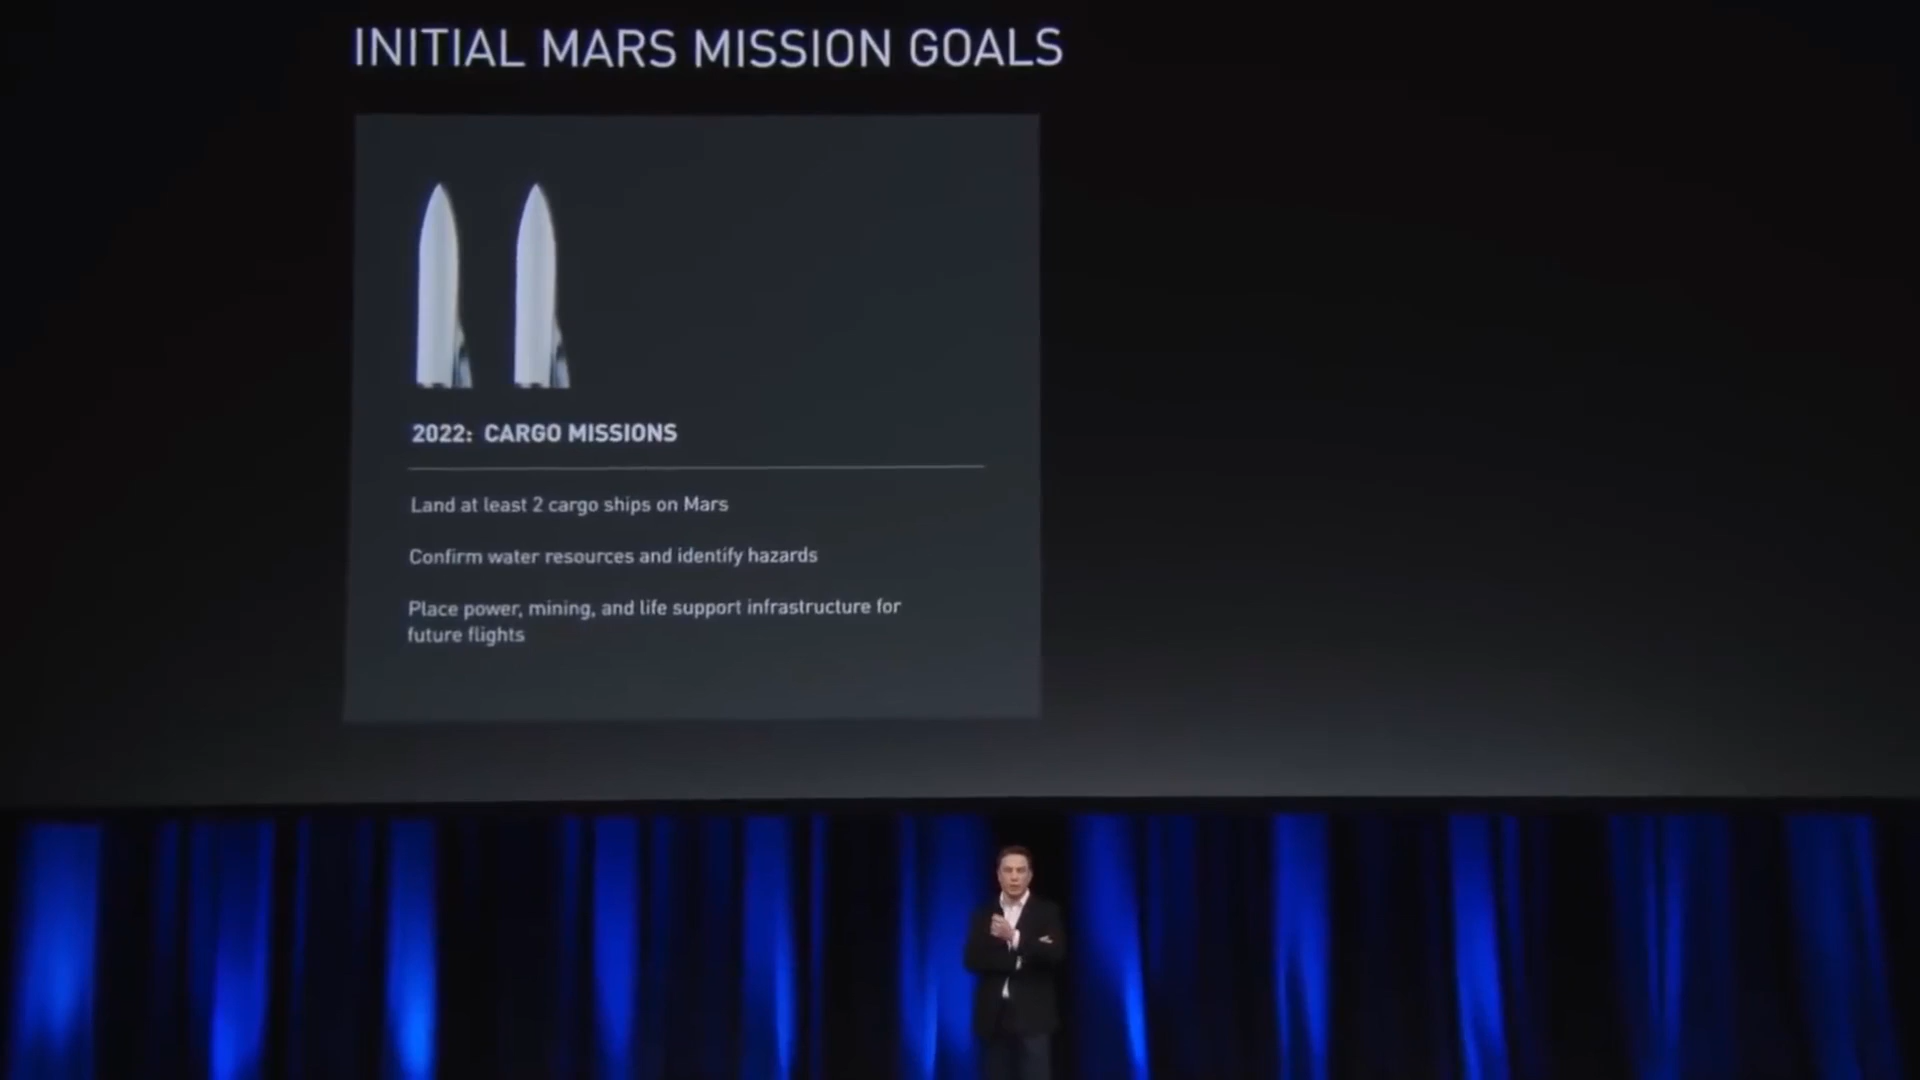 INITIAL MARS MISSION GOALS
2022: CARGO MISSIONS
Land at least 2 cargo ships on Mars
Confirm water resources and identify hazards
Place power, mining, and life support infrastructure for
future flights